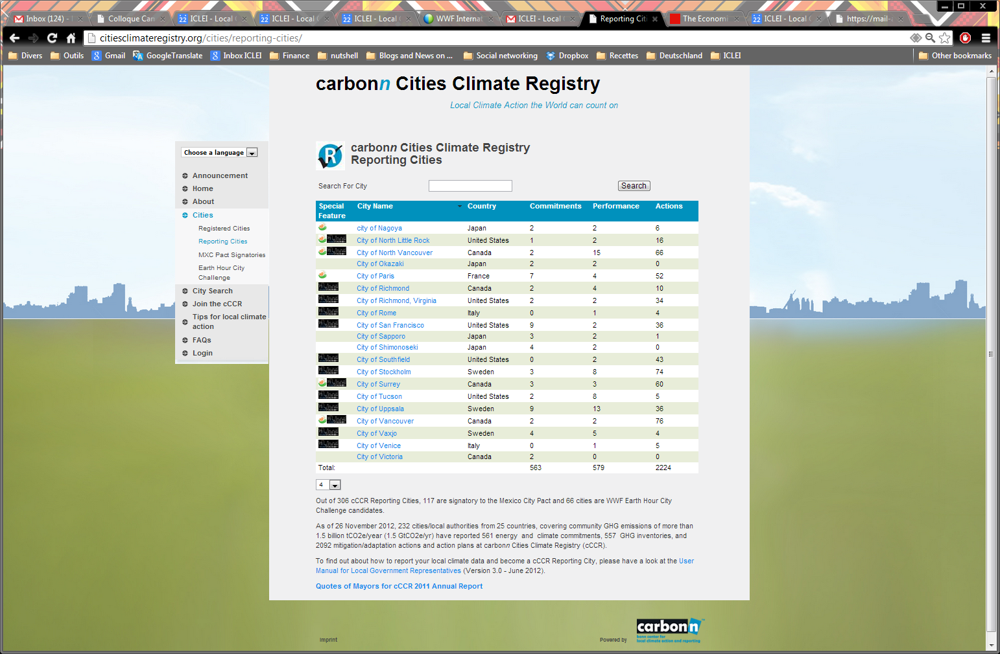 Inbox (124) -
Colloque Can
ICLEI - Local
ICLEI - Local
ICLEI - Local
WWF Internat
ICLEI - Local
Reporting Citi
The Economi
ICLEI - Local
https://mail-
citiesclimateregistry.org/cities/reporting-cities/
Divers Outils Gmail GoogleTranslate Inbox ICLEI Finance nutshell Blogs and News on ... Social networking Dropbox Recettes Deutschland ICLEI Other bookmarks
carbonn Cities Climate Registry
Local Climate Action the World can count on
Choose a language
Announcement
Home
About
Cities
Registered Cities
Reporting Cities
MXC Pact Signatories
Earth Hour City
Challenge
City Search
Join the cCCR
Tips for local climate
action
FAQs
Login
carbonn Cities Climate Registry
Reporting Cities
Search For City Search
Special
Feature City Name Country Commitments Performance Actions
city of Nagoya Japan 2 2 6
City of North Little Rock United States 1 2 16
City of North Vancouver Canada 2 15 66
City of Okazaki Japan 2 2 0
City of Paris France 7 4 52
City of Richmond Canada 2 4 10
City of Richmond, Virginia United States 2 2 34
City of Rome Italy 0 1 4
City of San Francisco United States 9 2 36
City of Sapporo Japan 3 2 1
City of Shimonoseki Japan 4 2 0
City of Southfield United States 0 2 43
City of Stockholm Sweden 3 8 74
City of Surrey Canada 3 3 60
City of Tucson United States 2 8 5
City of Uppsala Sweden 9 13 36
City of Vancouver Canada 2 2 76
City of Vaxjo Sweden 4 5 4
City of Venice Italy 0 1 5
City of Victoria Canada 2 0 0
Total: 563 579 2224
4
Out of 306 cCCR Reporting Cities, 117 are signatory to the Mexico City Pact and 66 cities are WWF Earth Hour City
Challenge candidates.
As of 26 November 2012, 232 cities/local authorities from 25 countries, covering community GHG emissions of more than
1.5 billion tCO2e/year (1.5 GtCO2e/yr) have reported 561 energy and climate commitments, 557 GHG inventories, and
2092 mitigation/adaptation actions and action plans at carbonn Cities Climate Registry (cCCR).
To find out about how to report your local climate data and become a cCCR Reporting City, please have a look at the User
Manual for Local Government Representatives (Version 3.0 - June 2012).
Quotes of Mayors for cCCR 2011 Annual Report
Imprint
Powered by
carbonn
bonn center for
local climate action and reporting